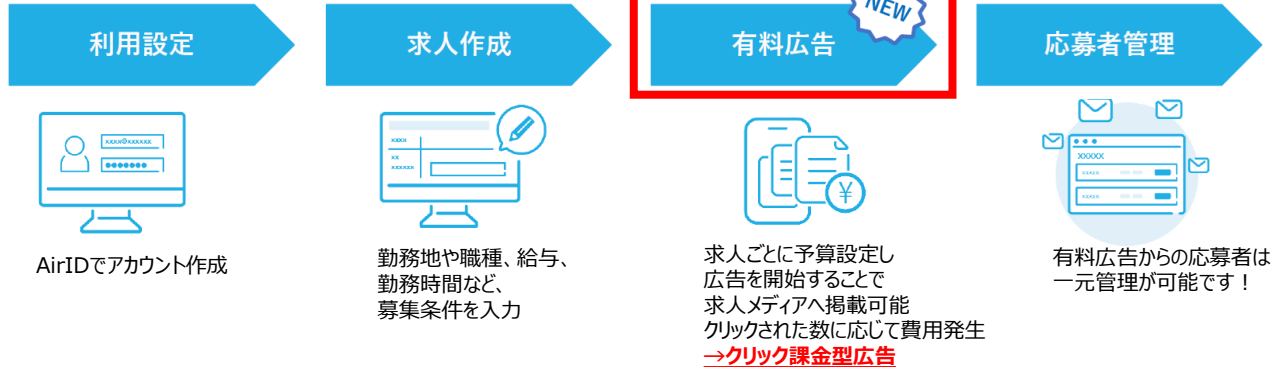 利用設定
求人作成
有料広告
NEW
応募者管理
xxxx@xxxxxx
AirIDでアカウント作成
xxxx
xx
xxxxxx
勤務地や職種、給与、
勤務時間など、
募集条件を入力
¥
求人ごとに予算設定し
広告を開始することで
求人メディアへ掲載可能
クリックされた数に応じて費用発生
→クリック課金型広告
XXXXX
xxxxx
xxxxx
有料広告からの応募者は
一元管理が可能です！